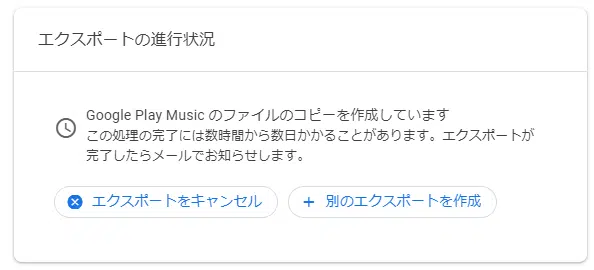 エクスポートの進行状況
Google Play Music のファイルのコピーを作成しています
この処理の完了には数時間から数日かかることがあります。エクスポートが
完了したらメールでお知らせします。
エクスポートをキャンセル
別のエクスポートを作成